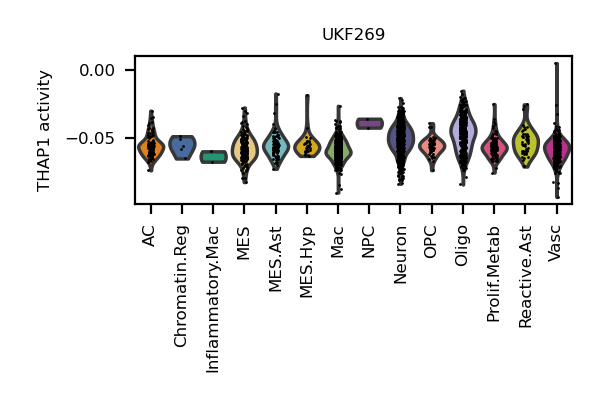 UKF269
THAP1 activity
0.00
−0.05
AC
Chromatin.Reg
Inflammatory.Mac
MES
MES.Ast
MES.Hyp
Mac
NPC
Neuron
OPC
Oligo
Prolif.Metab
Reactive.Ast
Vasc